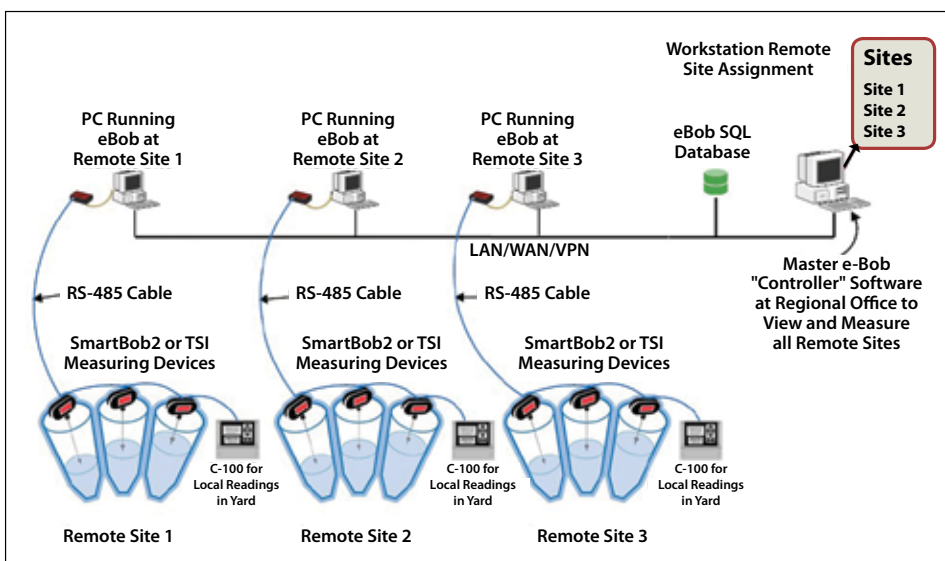 Workstation Remote
Site Assignment
Sites
Site 1
Site 2
Site 3
PC Running
eBob at
Remote Site 1
PC Running
eBob at
Remote Site 2
PC Running
eBob at
Remote Site 3
eBob SQL
Database
LAN/WAN/VPN
Master e-Bob
"Controller" Software
at Regional Office to
View and Measure
all Remote Sites
RS-485 Cable
RS-485 Cable
RS-485 Cable
SmartBob2 or TSI
Measuring Devices
SmartBob2 or TSI
Measuring Devices
SmartBob2 or TSI
Measuring Devices
C-100 for
Local Readings
in Yard
C-100 for
Local Readings
in Yard
C-100 for
Local Readings
in Yard
Remote Site 1
Remote Site 2
Remote Site 3